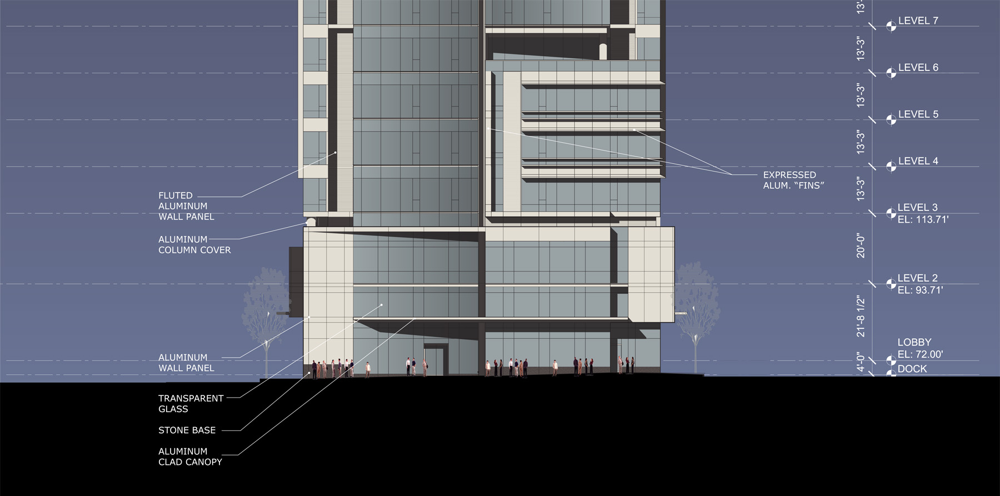 13'-
LEVEL 7
13'-3"
LEVEL 6
13'-3"
LEVEL 5
13'-3"
LEVEL 4
EXPRESSED
ALUM. “FINS”
13'-3"
FLUTED
ALUMINUM
WALL PANEL
LEVEL 3
EL: 113.71'
ALUMINUM
COLUMN COVER
20'-0"
LEVEL 2
EL: 93.71'
21'-8 1/2"
LOBBY
EL: 72.00'
ALUMINUM
WALL PANEL
4'-0"
DOCK
TRANSPARENT
GLASS
STONE BASE
ALUMINUM
CLAD CANOPY